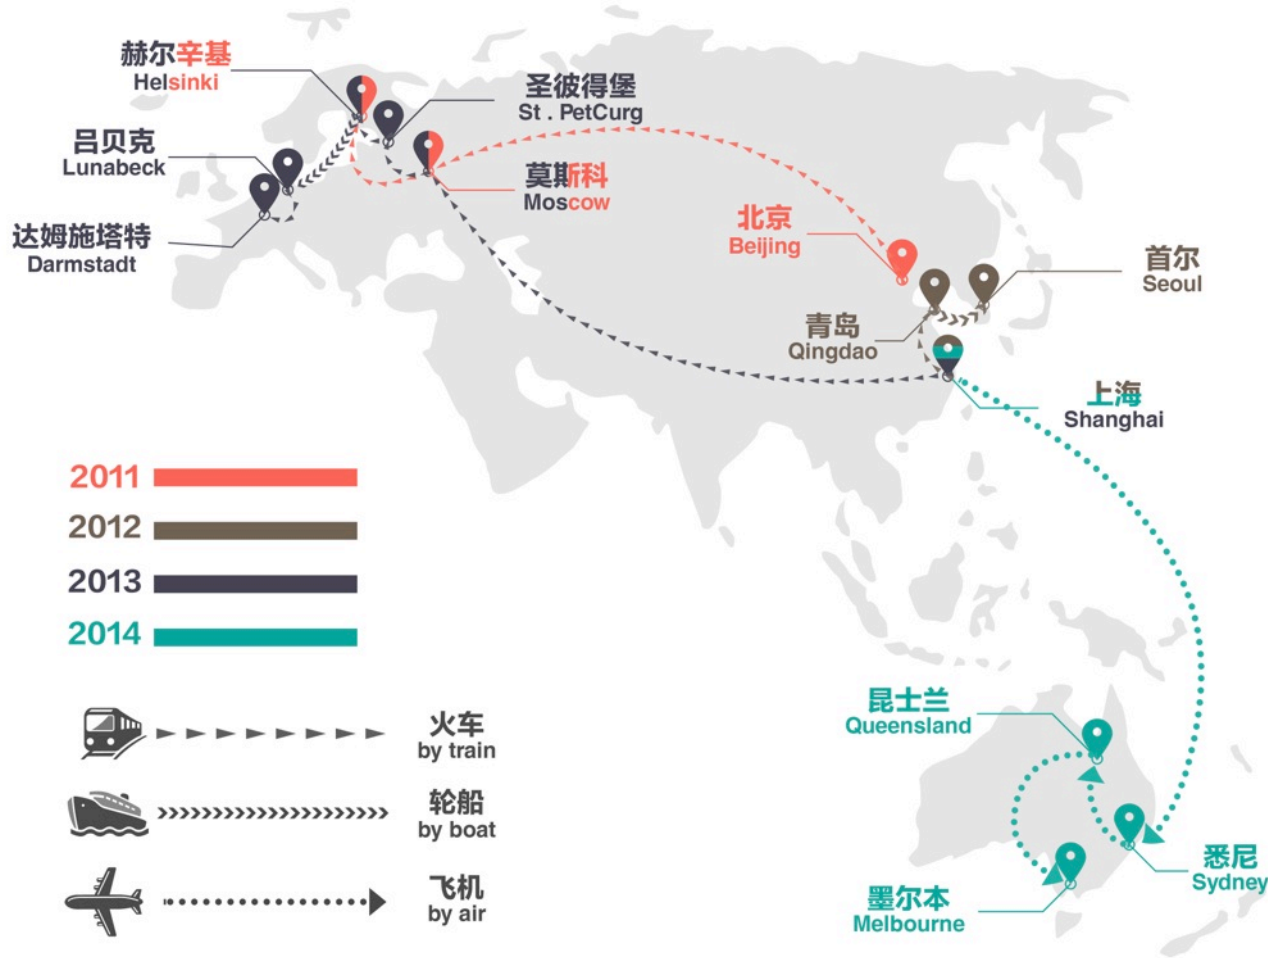 赫尔辛基
Helsinki
圣彼得堡
St . PetCurg
吕贝克
Lunabeck
莫斯科
Moscow
达姆施塔特
Darmstadt
北京
Beijing
首尔
Seoul
青岛
Qingdao
上海
Shanghai
2011
2012
2013
2014
火车
by train
轮船
by boat
飞机
by air
昆士兰
Queensland
悉尼
Sydney
墨尔本
Melbourne